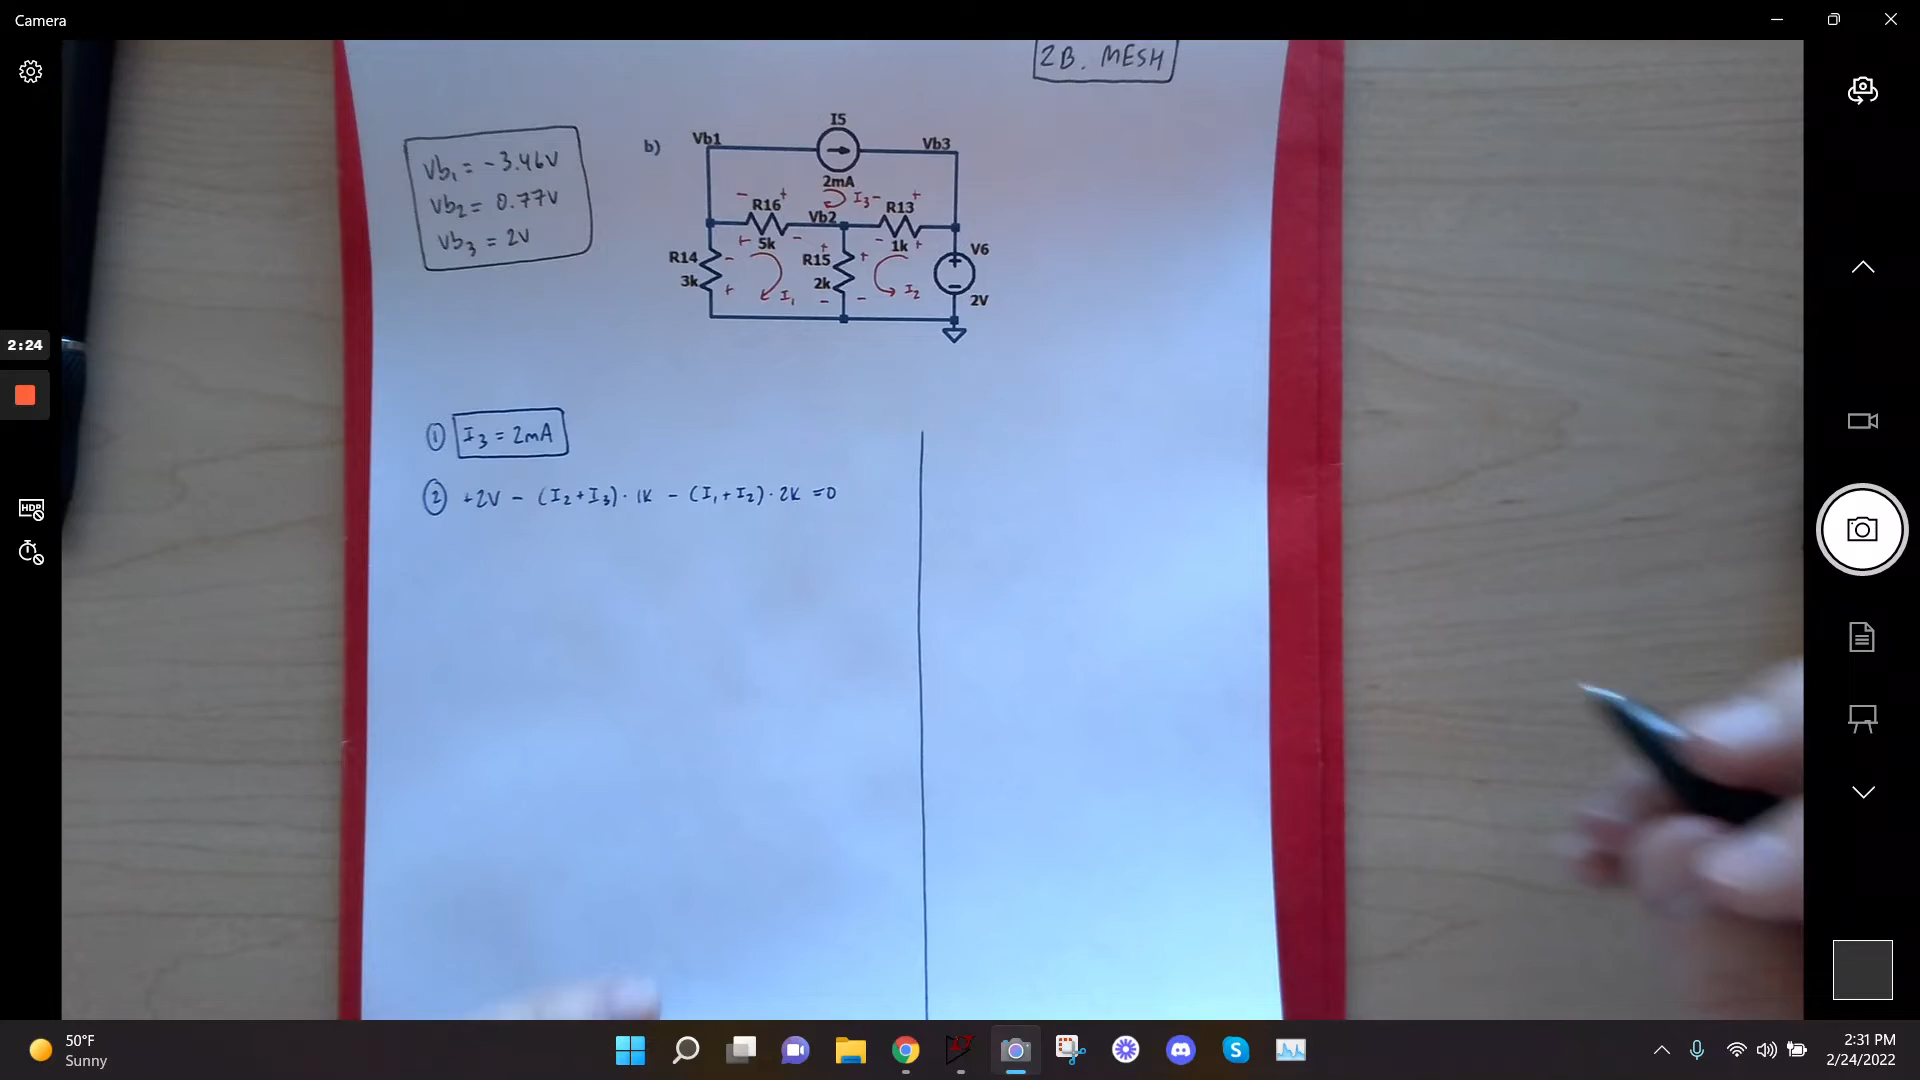 Camera
2B. MESH
Vb1 = -3.46V
Vb2 = 0.77V
Vb3 = 2V
b)
I5
Vb1
Vb3
2mA
I3
R16
R13
Vb2
5k
1k
V6
R14
R15
3k
2k
I1
I2
2V
2:24
① I3 = 2mA
② +2V - (I2+I3)·1K - (I1+I2)·2K =0
HDR
50°F
Sunny
2:31 PM
2/24/2022